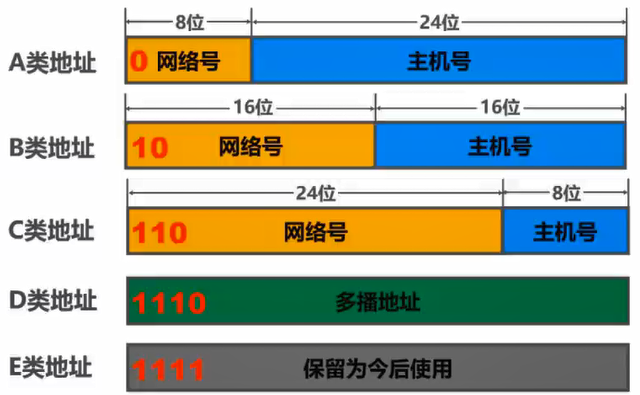 8位 24位
A类地址 0 网络号 主机号
16位 16位
B类地址 10 网络号 主机号
24位 8位
C类地址 110 网络号 主机号
D类地址 1110 多播地址
E类地址 1111 保留为今后使用